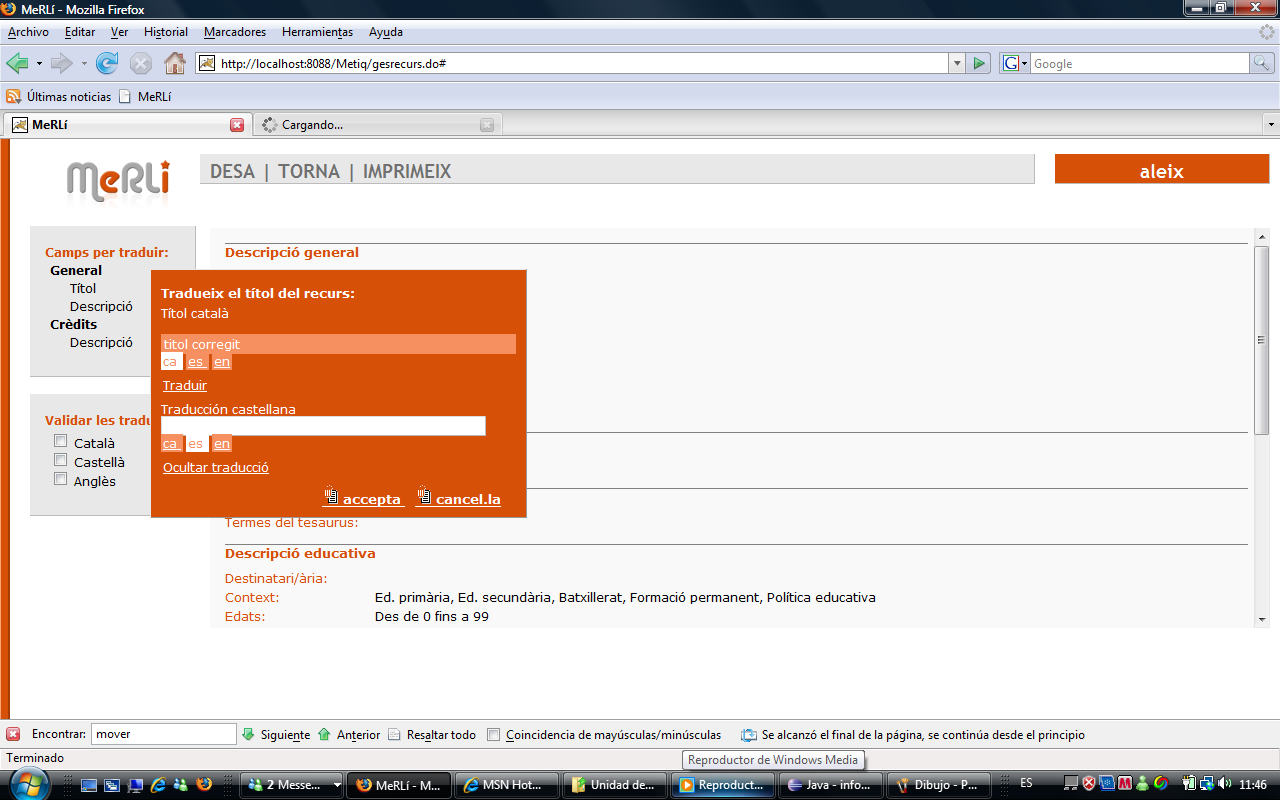 MeRLí - Mozilla Firefox
Archivo Editar Ver Historial Marcadores Herramientas Ayuda
http://localhost:8088/Metiq/gesrecurs.do#
G Google
Últimas noticias MeRLí
MeRLí Cargando...
MeRLi DESA | TORNA | IMPRIMEIX aleix
Camps per traduir:
General
Títol
Descripció
Crèdits
Descripció
Validar les tradu
Català
Castellà
Anglès
Descripció general
Tradueix el títol del recurs:
Títol català
titol corregit
ca es en
Traduir
Traducción castellana
ca es en
Ocultar traducció
accepta cancel.la
Termes del tesaurus:
Descripció educativa
Destinatari/ària:
Context: Ed. primària, Ed. secundària, Batxillerat, Formació permanent, Política educativa
Edats: Des de 0 fins a 99
Encontrar: mover Siguiente Anterior Resaltar todo Coincidencia de mayúsculas/minúsculas Se alcanzó el final de la página, se continúa desde el principio
Terminado
Reproductor de Windows Media
2 Messe... MeRLí - M... MSN Hot... Unidad de... Reproduct... Java - info... Dibujo - P... ES 11:46